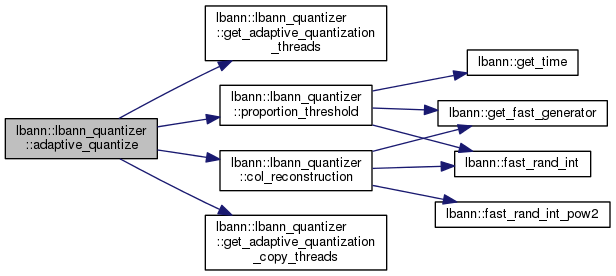 lbann::lbann_quantizer
::adaptive_quantize
lbann::lbann_quantizer
::get_adaptive_quantization
_threads
lbann::lbann_quantizer
::proportion_threshold
lbann::lbann_quantizer
::col_reconstruction
lbann::lbann_quantizer
::get_adaptive_quantization
_copy_threads
lbann::get_time
lbann::get_fast_generator
lbann::fast_rand_int
lbann::fast_rand_int_pow2